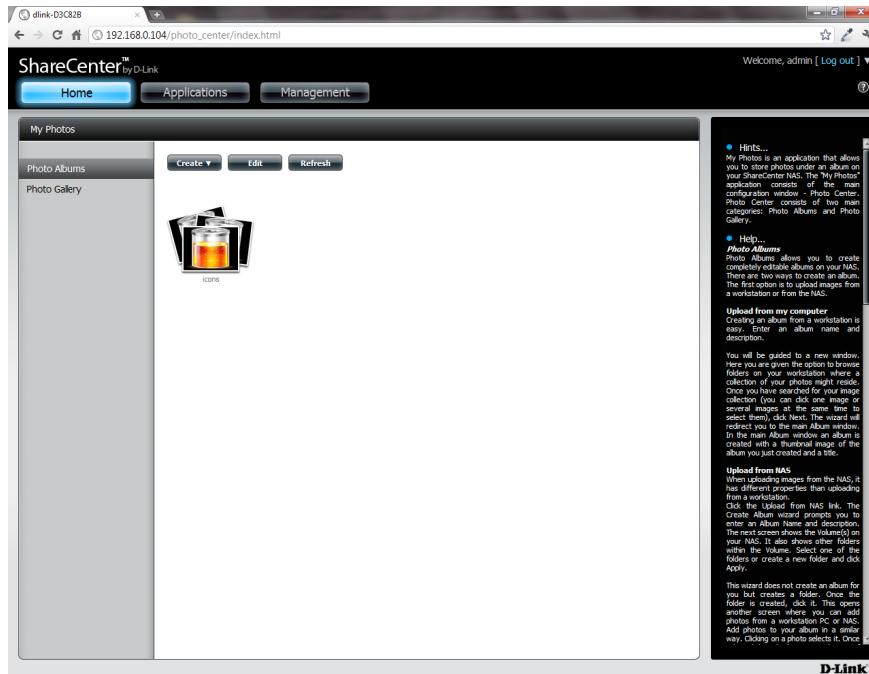 dlink-D3C82B
192.168.0.104/photo_center/index.html
ShareCenter™ by D-Link
Welcome, admin [ Log out ]
Home
Applications
Management
My Photos
Photo Albums
Photo Gallery
Create
Edit
Refresh
icons
Hints...
My Photos is an application that allows
you to store photos under an album on
your ShareCenter NAS. The "My Photos"
application consists of the main
configuration window - Photo Center.
Photo Center consists of two main
categories: Photo Albums and Photo
Gallery.
Help...
Photo Albums
Photo Albums allows you to create
completely editable albums on your NAS.
There are two ways to create an album.
The first option is to upload images from
a workstation or from the NAS.
Upload from my computer
Creating an album from a workstation is
easy. Enter an album name and
description.
You will be guided to a new window.
Here you are given the option to browse
folders on your workstation where a
collection of your photos might reside.
Once you have searched for your image
collection (you can click one image or
several images at the same time to
select them), click Next. The wizard will
redirect you to the main Album window.
In the main Album window an album is
created with a thumbnail image of the
album you just created and a title.
Upload from NAS
When uploading images from the NAS, it
has different properties than uploading
from a workstation.
Click the Upload from NAS link. The
Create Album wizard prompts you to
enter an Album Name and description.
The next screen shows the Volume(s) on
your NAS. It also shows other folders
within the Volume. Select one of the
folders or create a new folder and click
Apply.
This wizard does not create an album for
you but creates a folder. Once the
folder is created, click it. This opens
another screen where you can add
photos from a workstation PC or NAS.
Add photos to your album in a similar
way. Clicking on a photo selects it. Once
D-Link